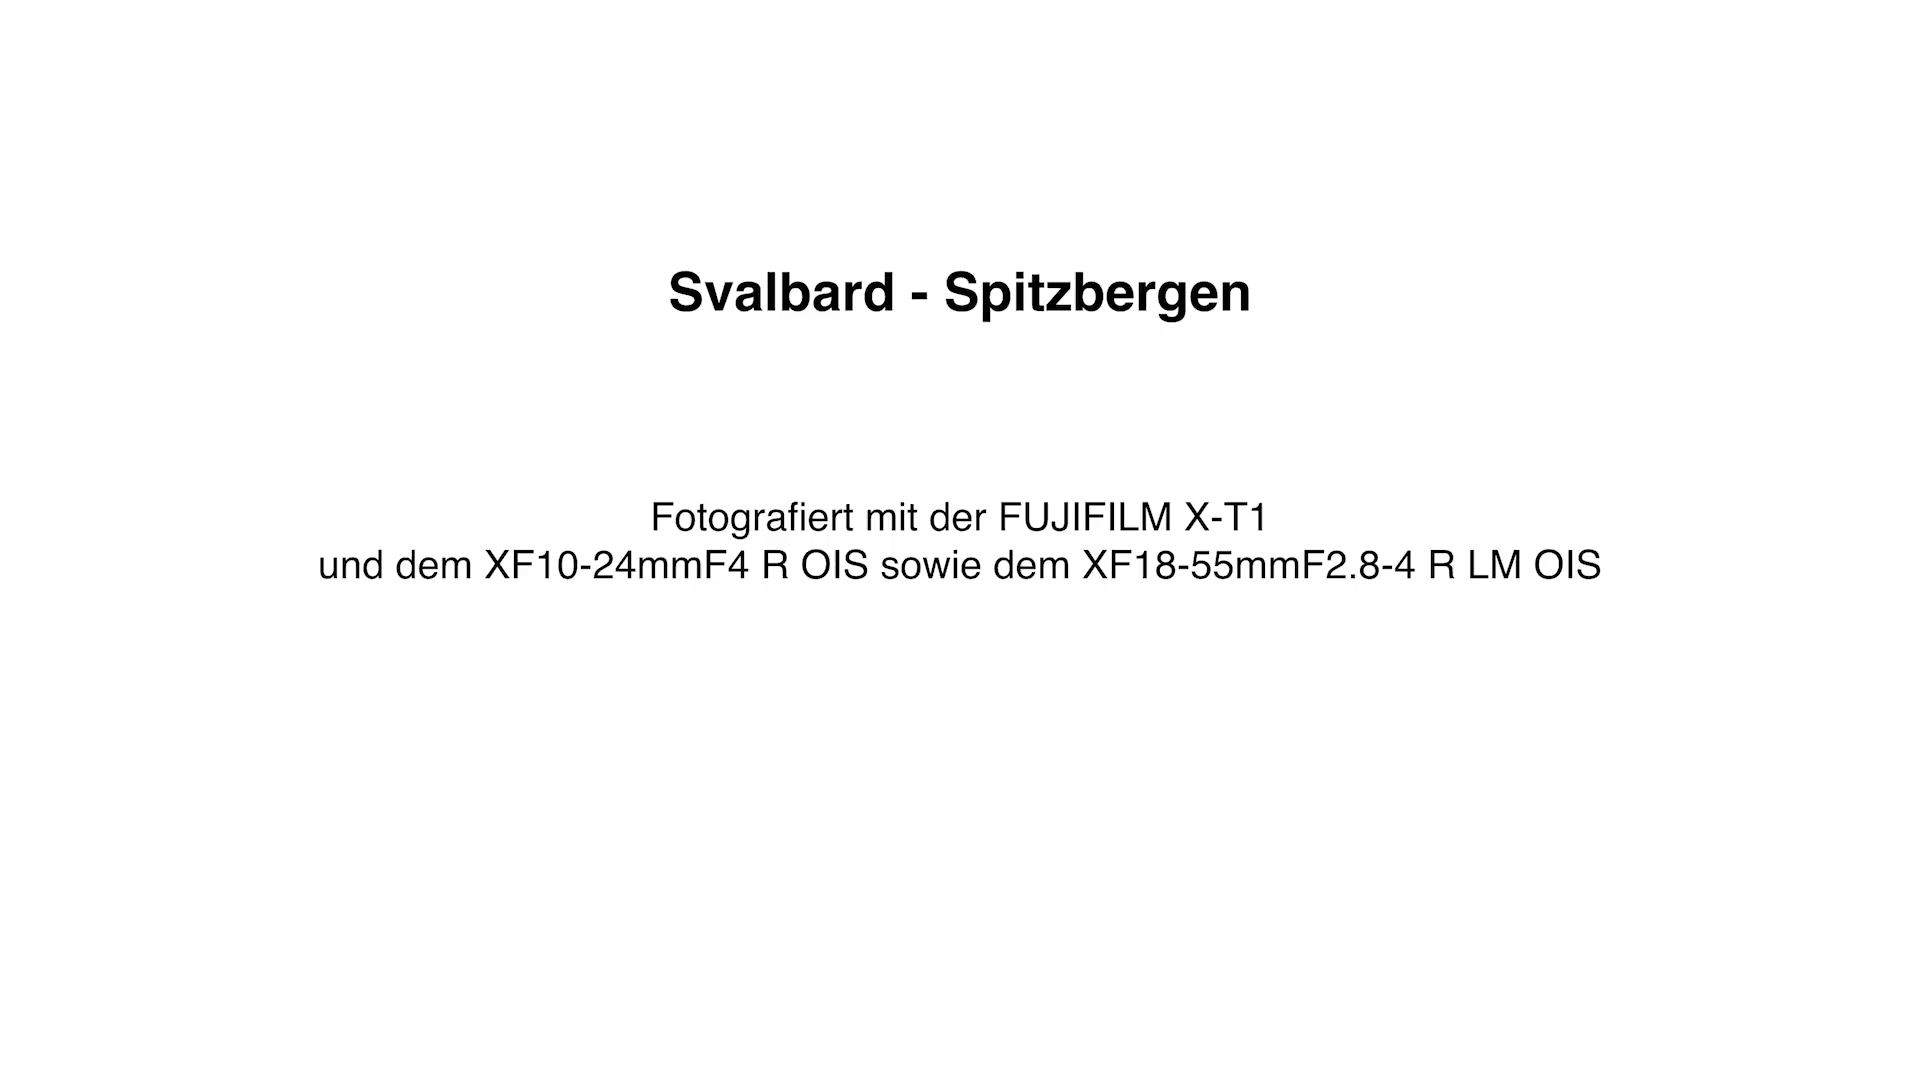 Svalbard - Spitzbergen
Fotografiert mit der FUJIFILM X-T1
und dem XF10-24mmF4 R OIS sowie dem XF18-55mmF2.8-4 R LM OIS